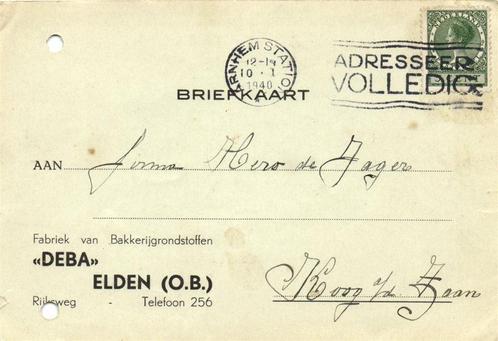 ARNHEM STATION
12-14
10 . I
1940
NEDERLAND
ADRESSEER
VOLLEDIG
BRIEFKAART
AAN Firma Hero de Jager
Fabriek van Bakkerijgrondstoffen
«DEBA»
ELDEN (O.B.)
Rijksweg - Telefoon 256
Koog a/d. Zaan